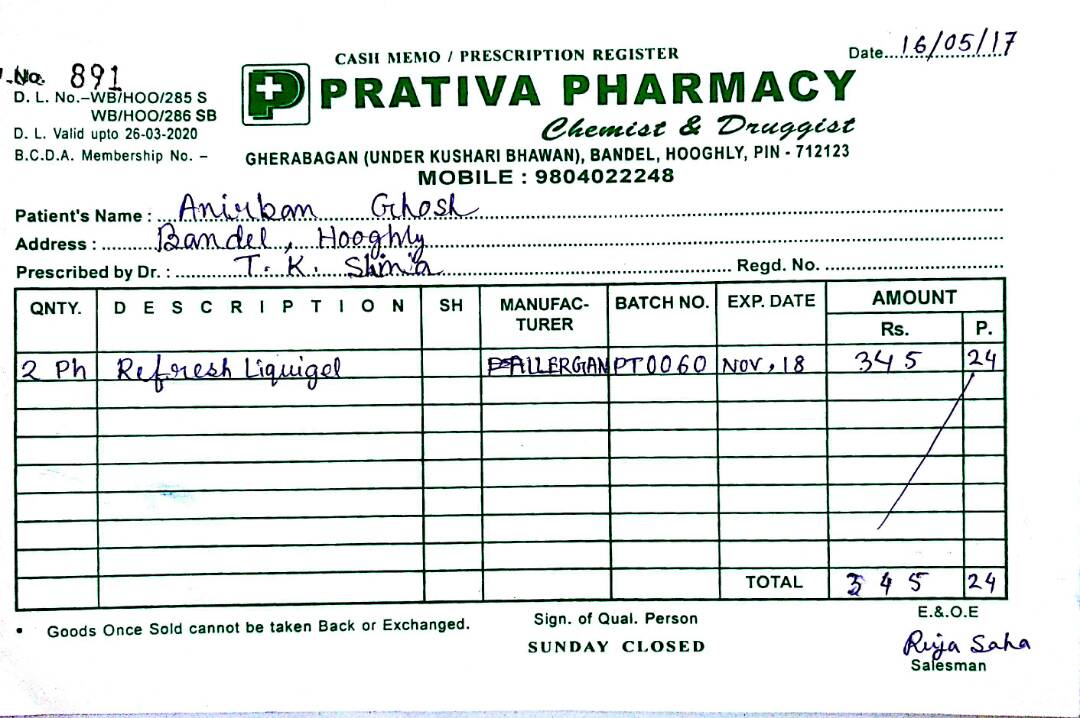 CASH MEMO / PRESCRIPTION REGISTER
Date...16/05/17
No. 891
D. L. No.–WB/HOO/285 S
WB/HOO/286 SB
D. L. Valid upto 26-03-2020
B.C.D.A. Membership No. –
PRATIVA PHARMACY
Chemist & Druggist
GHERABAGAN (UNDER KUSHARI BHAWAN), BANDEL, HOOGHLY, PIN - 712123
MOBILE : 9804022248
Patient's Name : Anirban Ghosh
Address : Bandel, Hooghly
Prescribed by Dr. : T. K. Regd. No.
QNTY. DESCRIPTION SH MANUFAC-TURER BATCH NO. EXP. DATE AMOUNT
Rs. P.
2 Ph Refresh Liquigel ALLERGAN PT0060 NOV, 18 345 24
TOTAL 345 24
• Goods Once Sold cannot be taken Back or Exchanged. Sign. of Qual. Person E.&.O.E
SUNDAY CLOSED Saha
Salesman